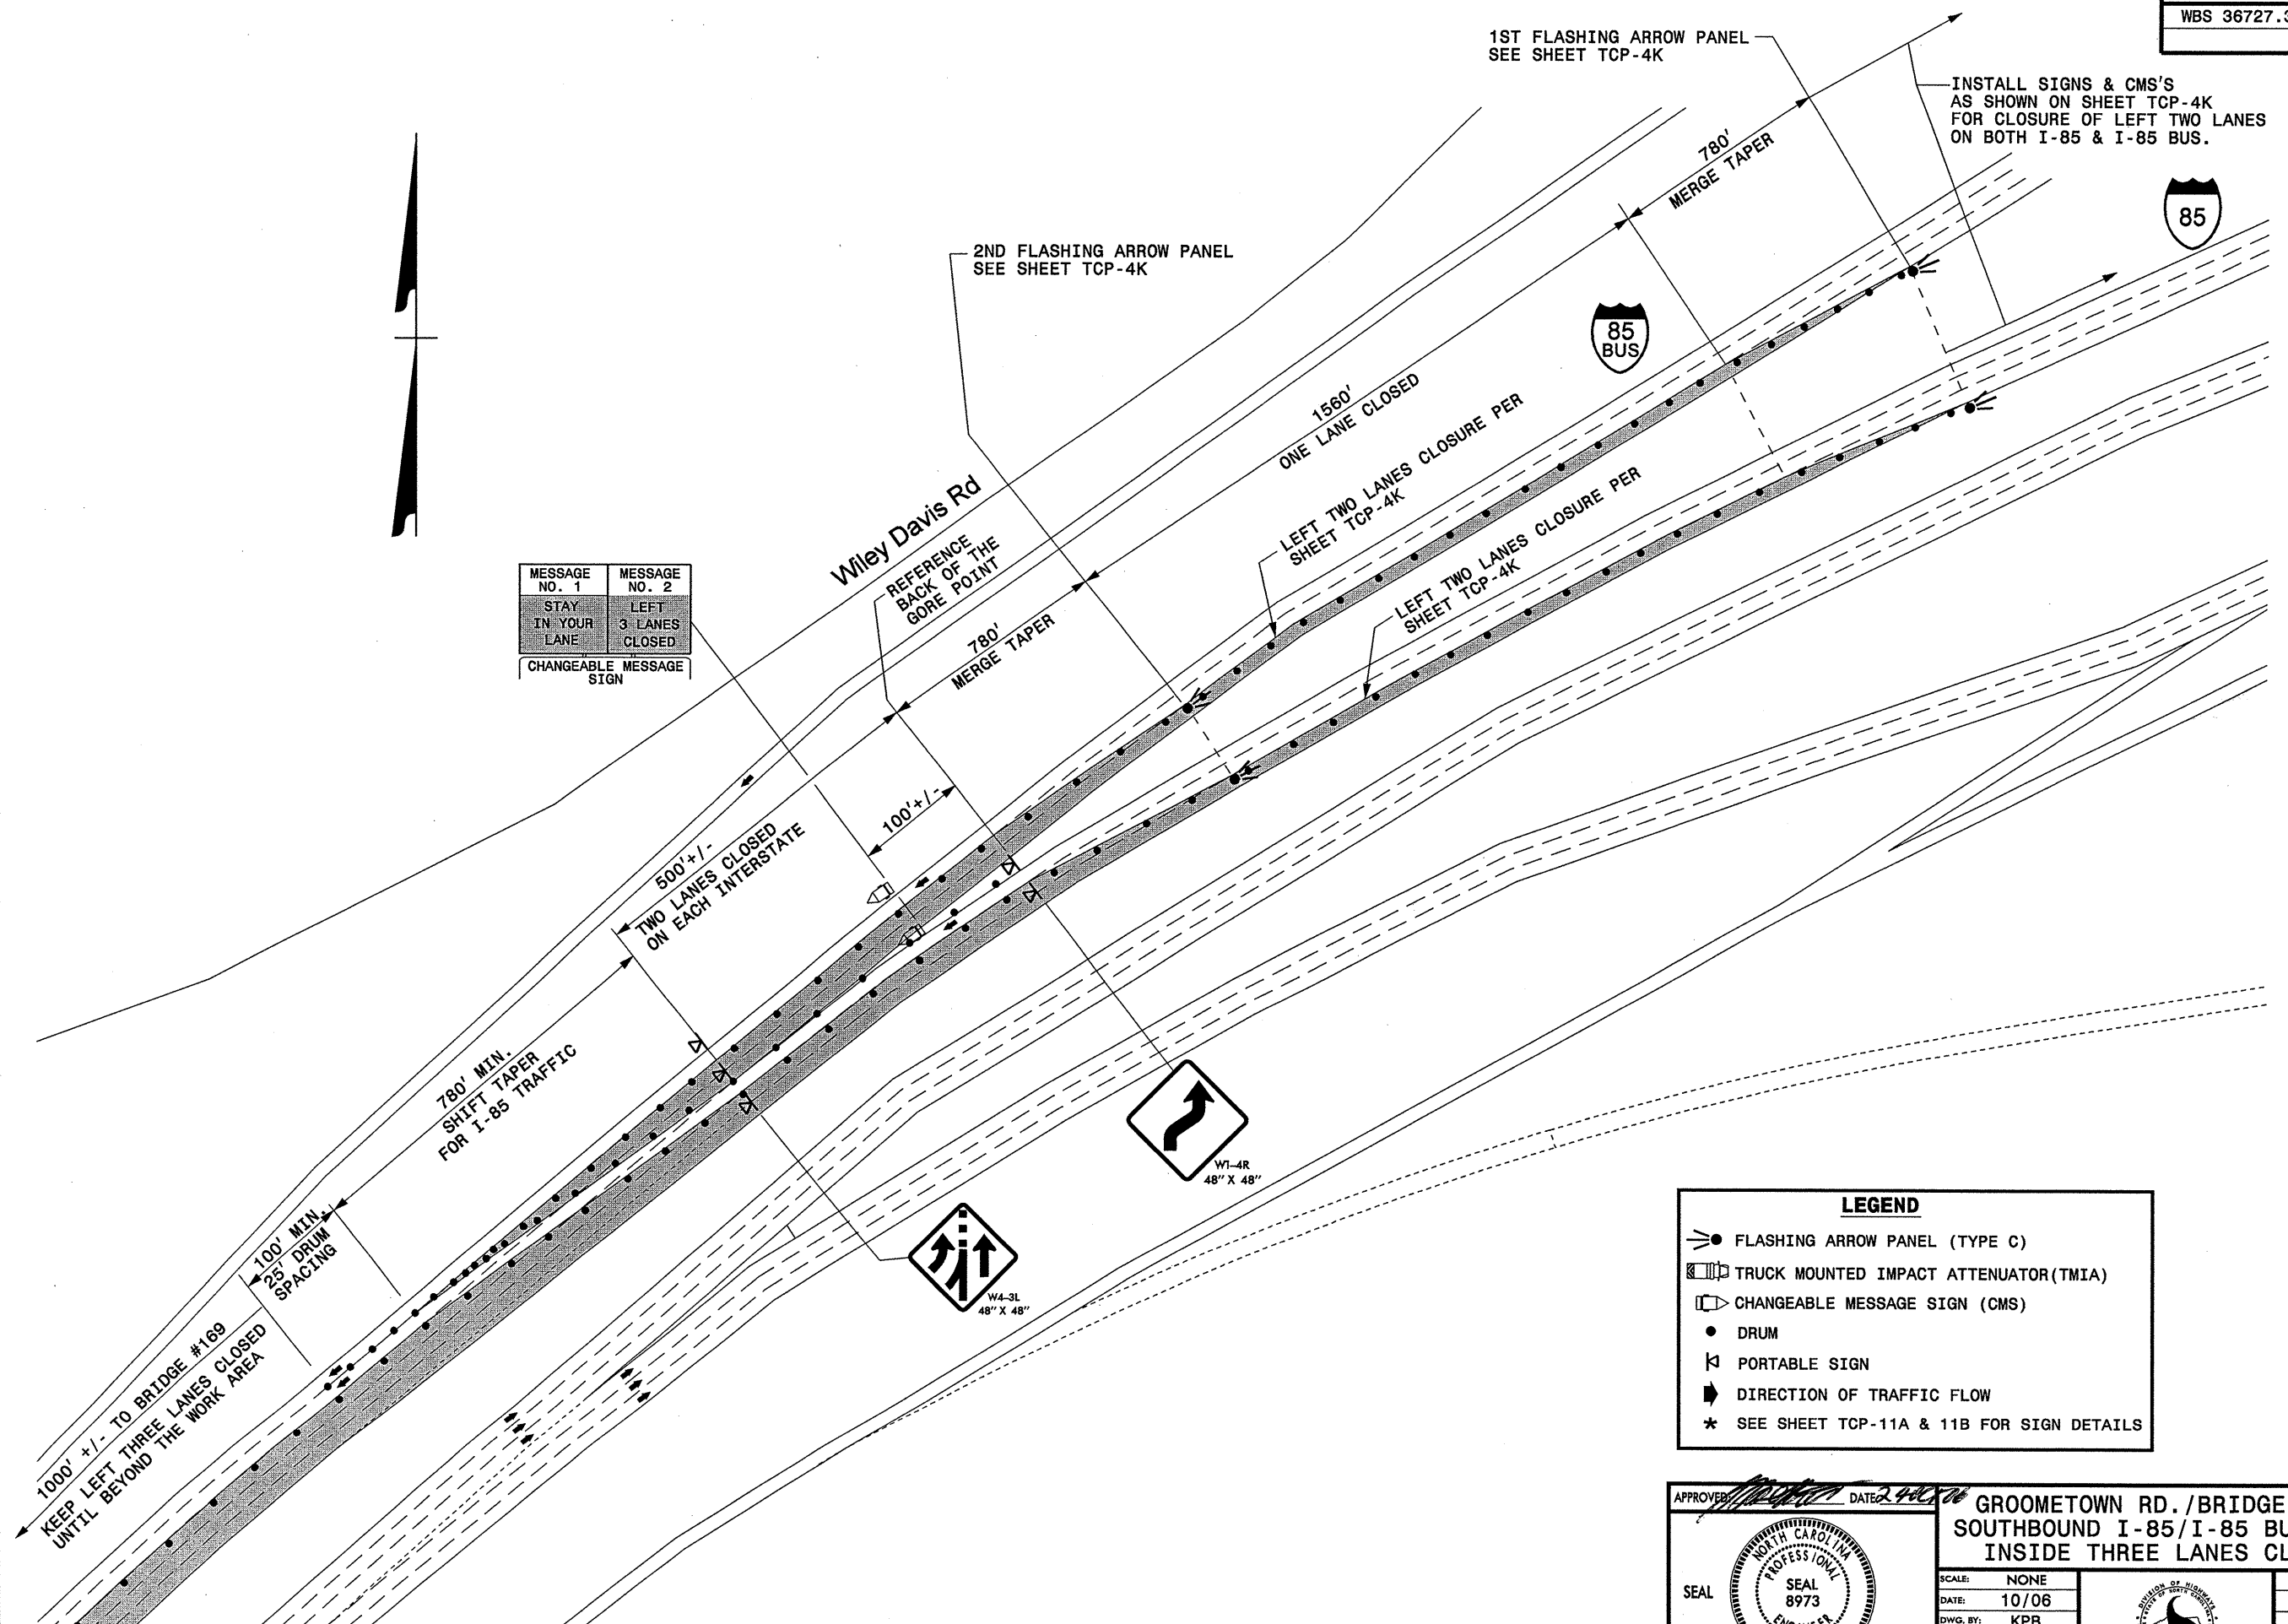 WBS 36727.3
1ST FLASHING ARROW PANEL
SEE SHEET TCP-4K
INSTALL SIGNS & CMS'S
AS SHOWN ON SHEET TCP-4K
FOR CLOSURE OF LEFT TWO LANES
ON BOTH I-85 & I-85 BUS.
780'
MERGE TAPER
85
2ND FLASHING ARROW PANEL
SEE SHEET TCP-4K
85
BUS
1560'
ONE LANE CLOSED
LEFT TWO LANES CLOSURE PER
SHEET TCP-4K
LEFT TWO LANES CLOSURE PER
SHEET TCP-4K
Wiley Davis Rd
REFERENCE
BACK OF THE
GORE POINT
780'
MERGE TAPER
MESSAGE
NO. 1
MESSAGE
NO. 2
STAY
IN YOUR
LANE
LEFT
3 LANES
CLOSED
CHANGEABLE MESSAGE
SIGN
100'+/-
500'+/-
TWO LANES CLOSED
ON EACH INTERSTATE
780' MIN.
SHIFT TAPER
FOR I-85 TRAFFIC
100' MIN.
25' DRUM
SPACING
1000' +/- TO BRIDGE #169
KEEP LEFT THREE LANES CLOSED
UNTIL BEYOND THE WORK AREA
W1-4R
48" X 48"
W4-3L
48" X 48"
LEGEND
FLASHING ARROW PANEL (TYPE C)
TRUCK MOUNTED IMPACT ATTENUATOR(TMIA)
CHANGEABLE MESSAGE SIGN (CMS)
DRUM
PORTABLE SIGN
DIRECTION OF TRAFFIC FLOW
* SEE SHEET TCP-11A & 11B FOR SIGN DETAILS
APPROVED: DATE:
SEAL
NORTH CAROLINA
PROFESSIONAL
SEAL
8973
GROOMETOWN RD./BRIDGE
SOUTHBOUND I-85/I-85 BU
INSIDE THREE LANES CL
SCALE: NONE
DATE: 10/06
DWG. BY: KPB
DIVISION OF HIGHWAYS